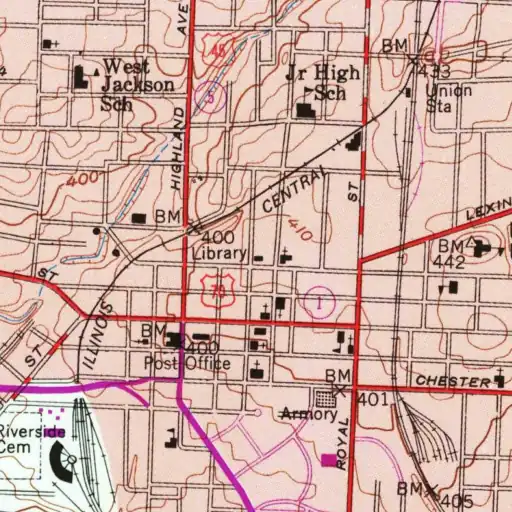 AVE
45
BM
433
West
Jackson
Sch
Jr High
Sch
Union
Sta
5
HIGHLAND
400
CENTRAL
ST
LEXIN
BM
400
Library
410
BM
442
ST
70
1
ILLINOIS
BM
400
Post Office
ST
BM
401
CHESTER
Armory
ROYAL
Riverside
Cem
BM
405